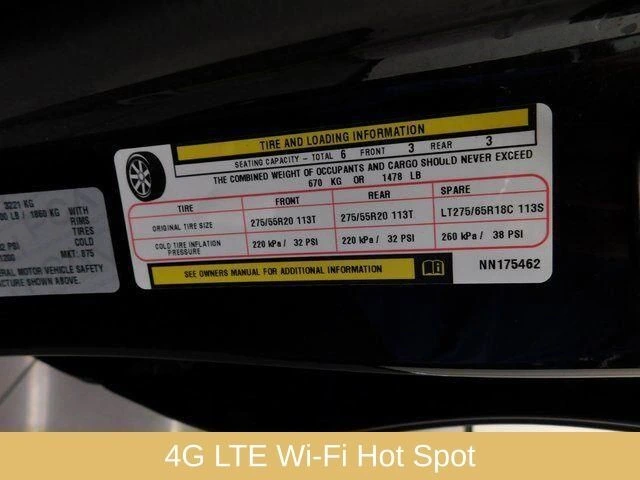 TIRE AND LOADING INFORMATION
SEATING CAPACITY - TOTAL 6 FRONT 3 REAR 3
THE COMBINED WEIGHT OF OCCUPANTS AND CARGO SHOULD NEVER EXCEED
670 KG OR 1478 LB
TIRE FRONT REAR SPARE
ORIGINAL TIRE SIZE 275/55R20 113T 275/55R20 113T LT275/65R18C 113S
COLD TIRE INFLATION PRESSURE 220 kPa / 32 PSI 220 kPa / 32 PSI 260 kPa / 38 PSI
SEE OWNERS MANUAL FOR ADDITIONAL INFORMATION NN175462
3221 KG
LB / 1860 KG WITH
RIMS
TIRES
PSI COLD
MKT: 875
MOTOR VEHICLE SAFETY
SHOWN ABOVE.
4G LTE Wi-Fi Hot Spot